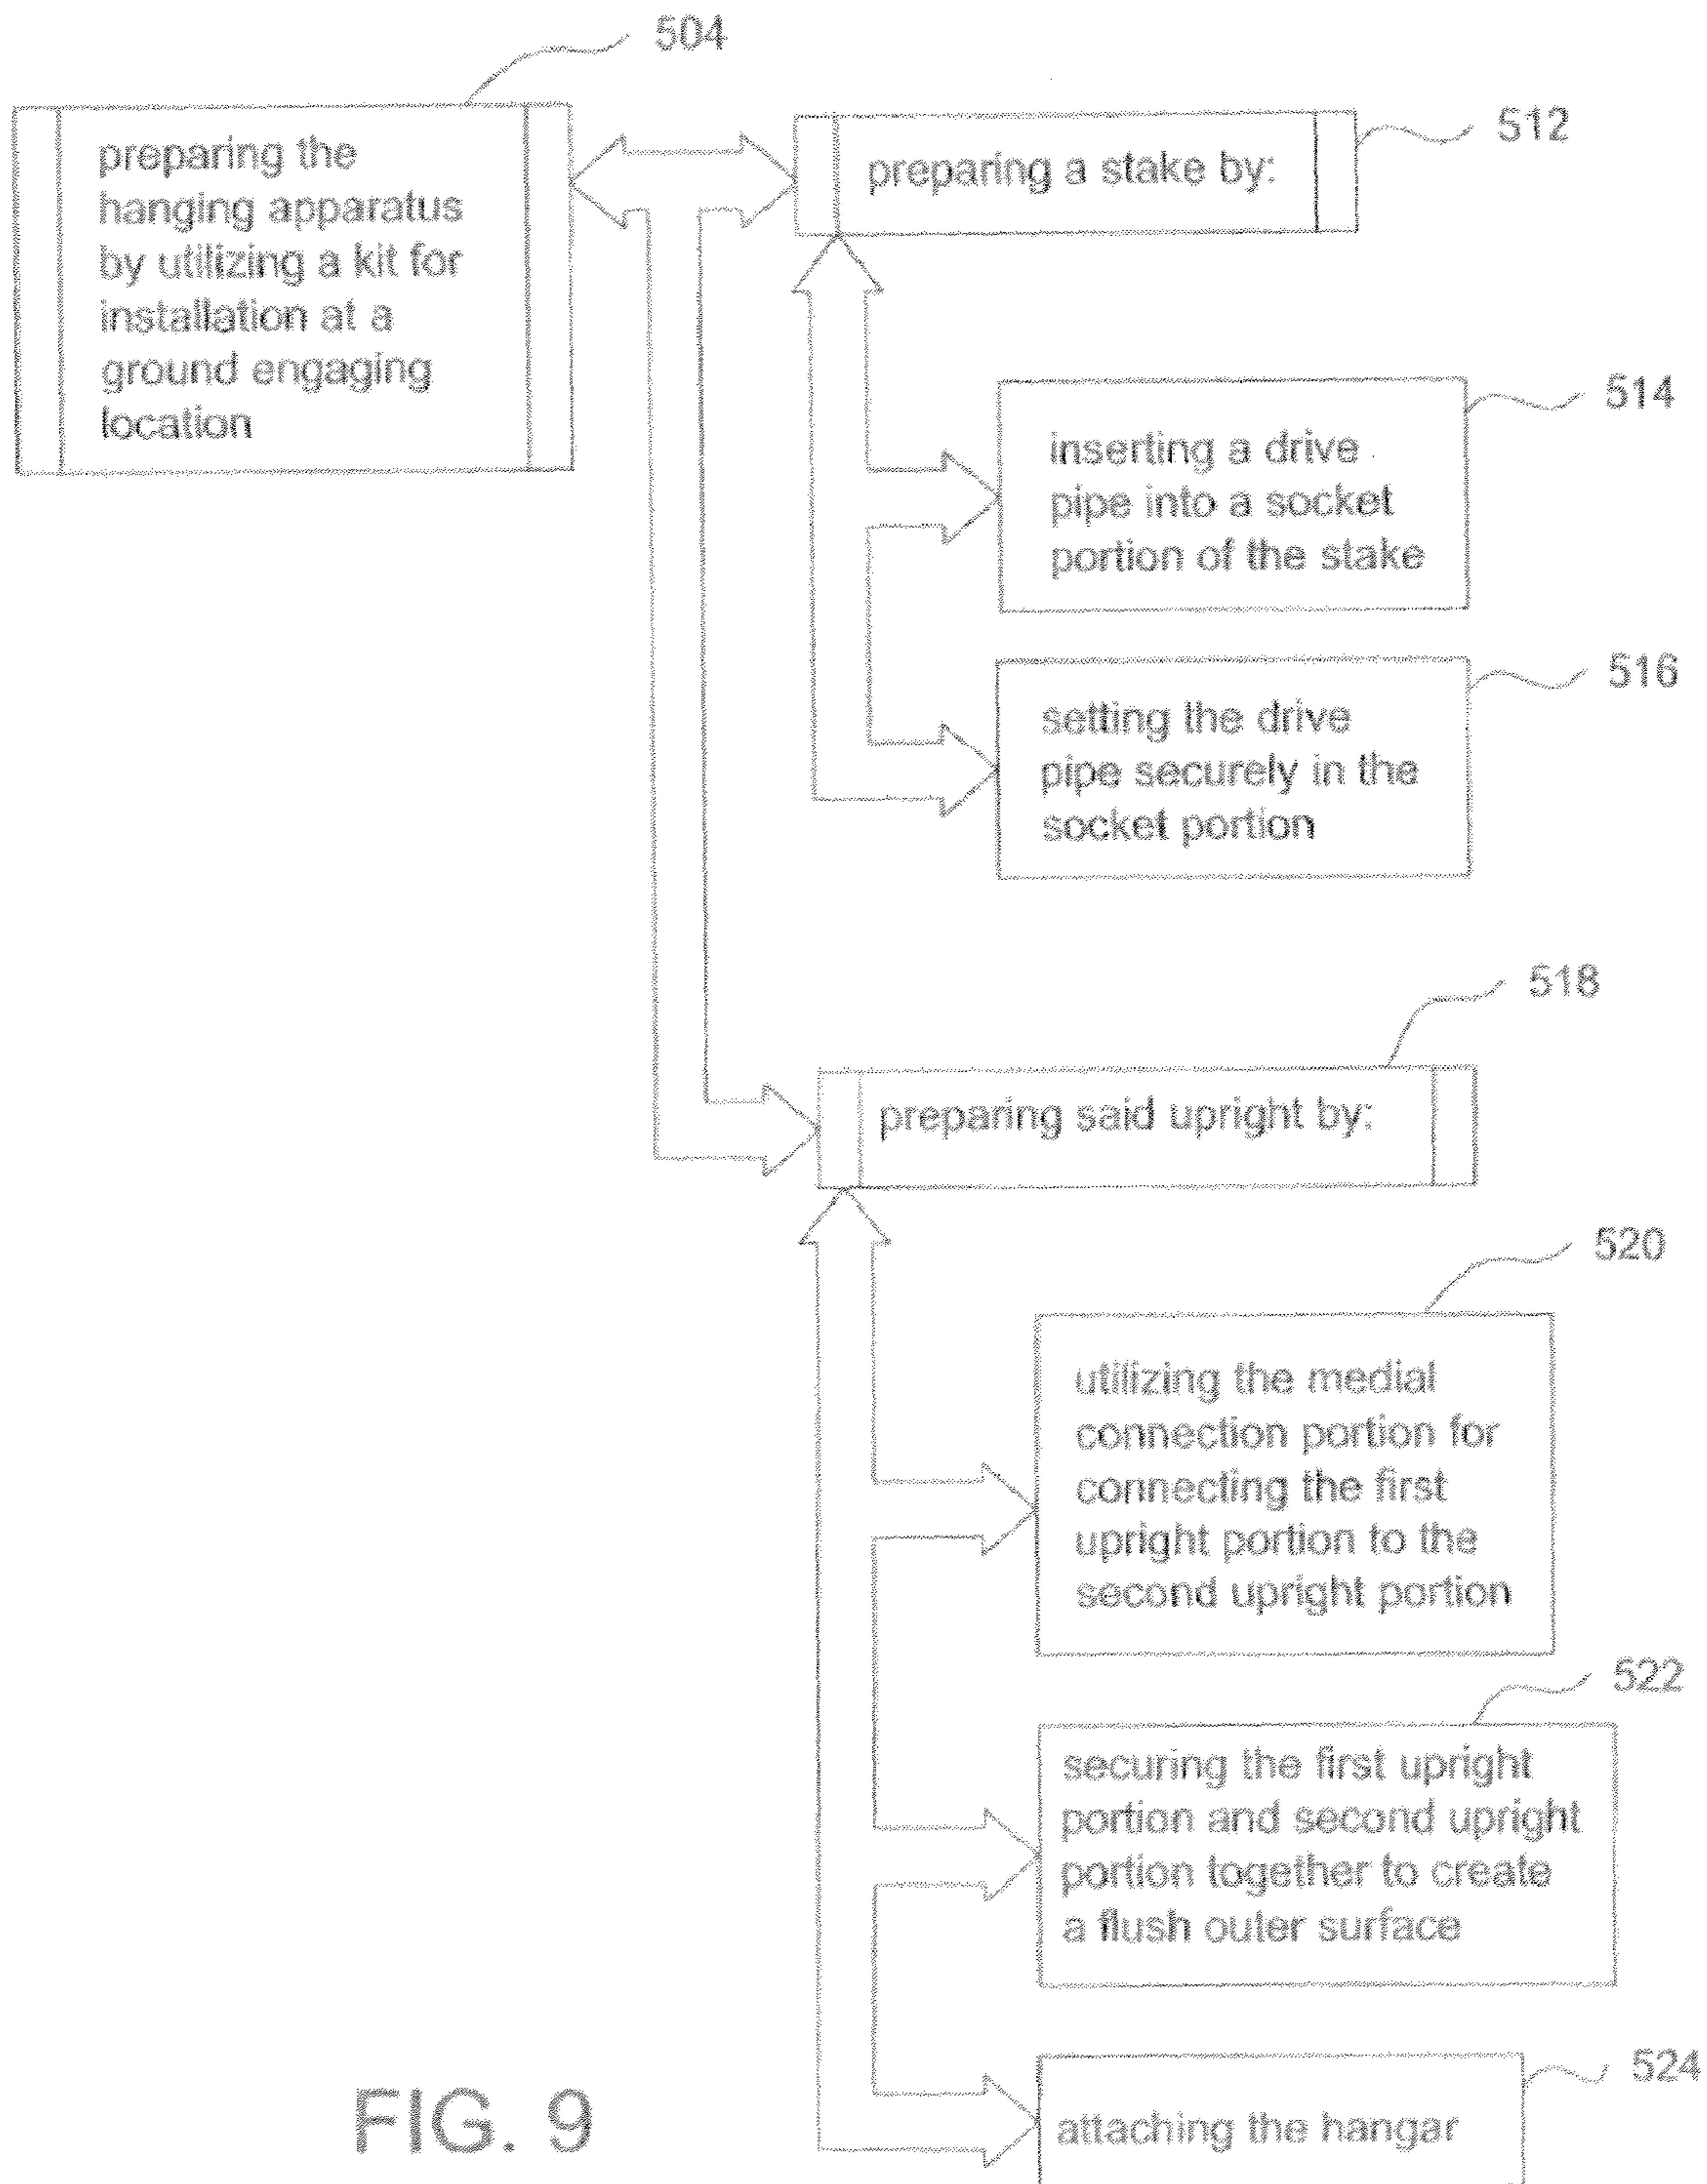 504
preparing the
hanging apparatus
by utilizing a kit for
installation at a
ground engaging
location
512
preparing a stake by:
514
inserting a drive
pipe into a socket
portion of the stake
516
setting the drive
pipe securely in the
socket portion
518
preparing said upright by:
520
utilizing the medial
connection portion for
connecting the first
upright portion to the
second upright portion
522
securing the first upright
portion and second upright
portion together to create
a flush outer surface
524
attaching the hangar
FIG. 9